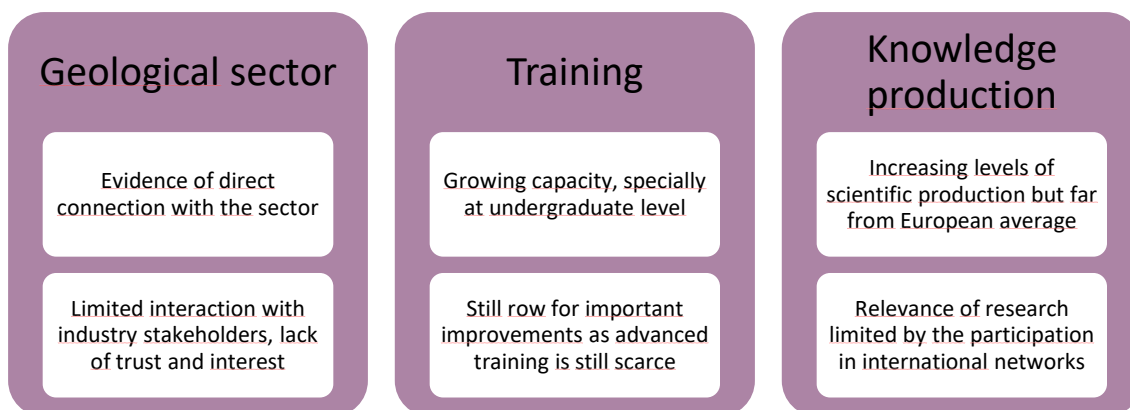 Geological sector
Evidence of direct
connection with the sector
Limited interaction with
industry stakeholders, lack
of trust and interest
Training
Growing capacity, specially
at undergraduate level
Still row for important
improvements as advanced
training is still scarce
Knowledge
production
Increasing levels of
scientific production but far
from European average
Relevance of research
limited by the participation
in international networks